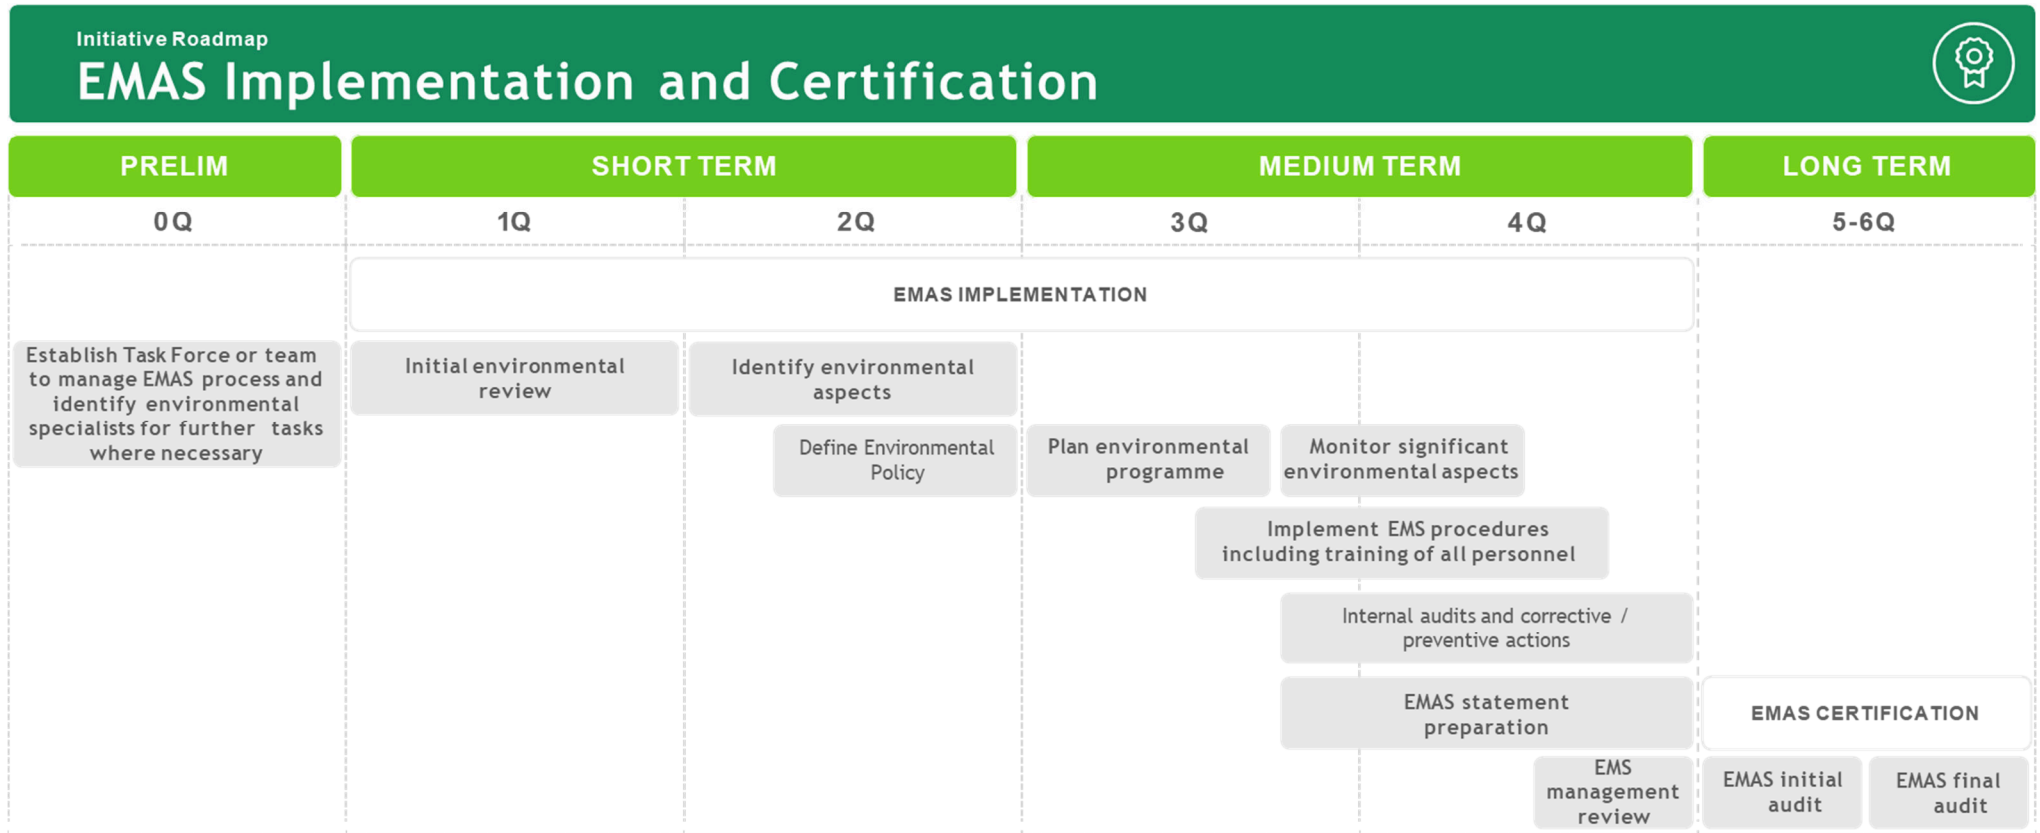 Initiative Roadmap
EMAS Implementation and Certification
PRELIM
SHORT TERM
MEDIUM TERM
LONG TERM
0Q
1Q
2Q
3Q
4Q
5-6Q
EMAS IMPLEMENTATION
Establish Task Force or team
to manage EMAS process and
identify environmental
specialists for further tasks
where necessary
Initial environmental
review
Identify environmental
aspects
Define Environmental
Policy
Plan environmental
programme
Monitor significant
environmental aspects
Implement EMS procedures
including training of all personnel
Internal audits and corrective /
preventive actions
EMAS statement
preparation
EMAS CERTIFICATION
EMS
management
review
EMAS initial
audit
EMAS final
audit